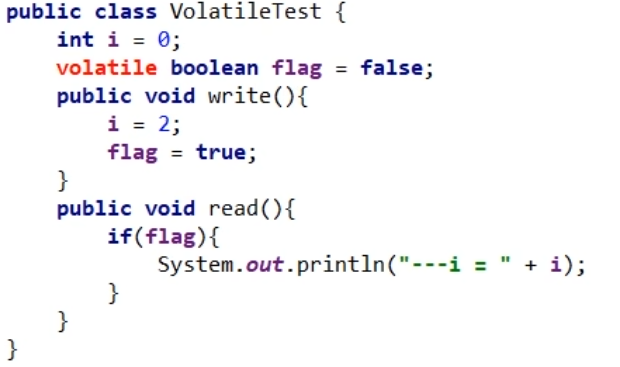 public class VolatileTest {
    int i = 0;
    volatile boolean flag = false;
    public void write(){
        i = 2;
        flag = true;
    }
    public void read(){
        if(flag){
            System.out.println("---i = " + i);
        }
    }
}